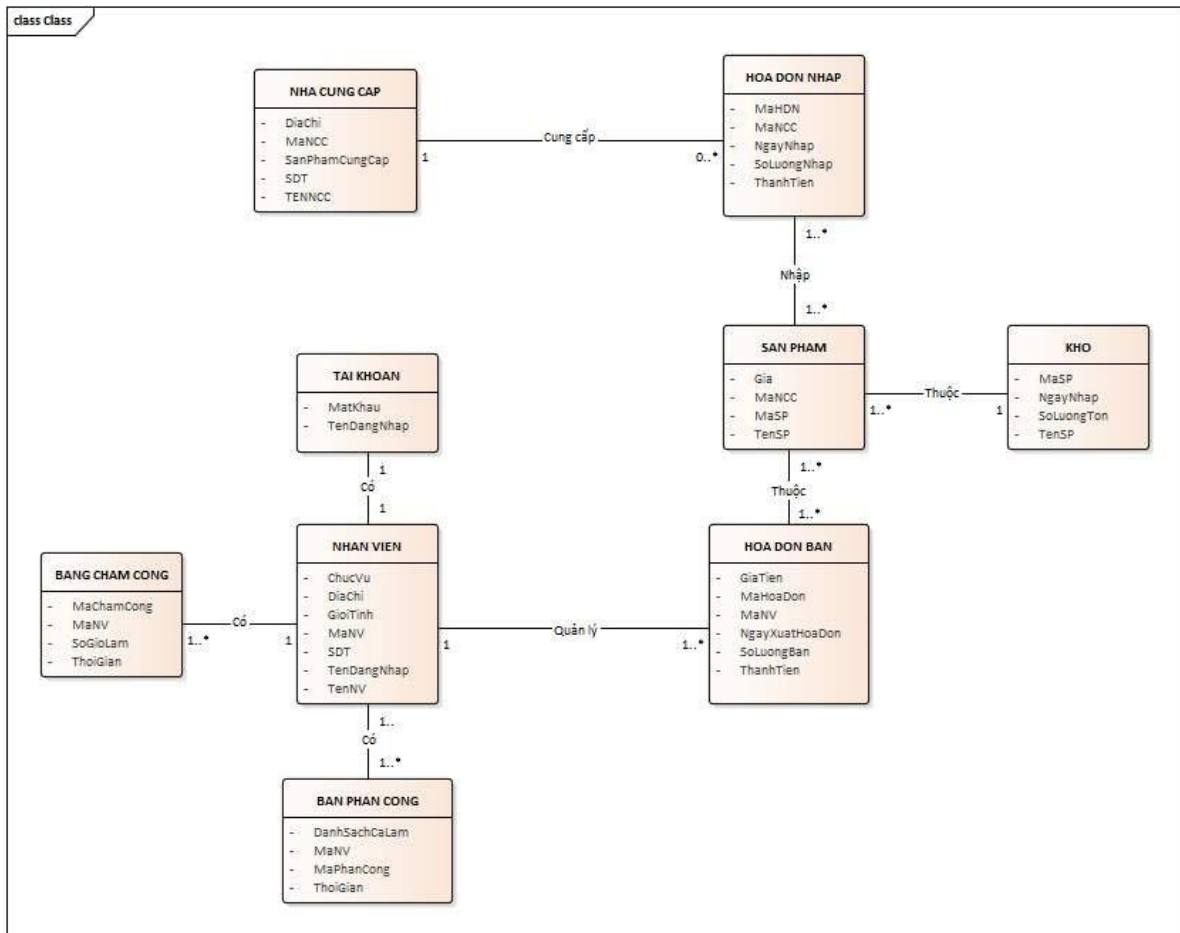 class Class
NHA CUNG CAP
- DiaChi
- MaNCC
- SanPhamCungCap
- SDT
- TENNCC
1
Cung cấp
0..*
HOA DON NHAP
- MaHDN
- MaNCC
- NgayNhap
- SoLuongNhap
- ThanhTien
1..*
Nhập
1..*
SAN PHAM
- Gia
- MaNCC
- MaSP
- TenSP
1..*
Thuộc
1
KHO
- MaSP
- NgayNhap
- SoLuongTon
- TenSP
TAI KHOAN
- MatKhau
- TenDangNhap
1
Có
1
1..*
Thuộc
1..*
NHAN VIEN
- ChucVu
- DiaChi
- GioiTinh
- MaNV
- SDT
- TenDangNhap
- TenNV
BANG CHAM CONG
- MaChamCong
- MaNV
- SoGioLam
- ThoiGian
1..*
Có
1
1
Quản lý
1..*
HOA DON BAN
- GiaTien
- MaHoaDon
- MaNV
- NgayXuatHoaDon
- SoLuongBan
- ThanhTien
1..
Có
1..*
BAN PHAN CONG
- DanhSachCaLam
- MaNV
- MaPhanCong
- ThoiGian